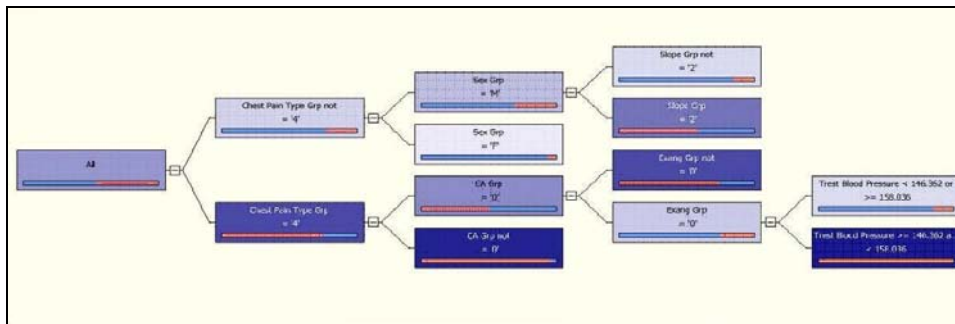 All
Chest Pain Type Grp not
= '4'
Chest Pain Type Grp
= '4'
Sex Grp
= 'M'
Sex Grp
= 'F'
CA Grp
= '0'
CA Grp not
= '0'
Slope Grp not
= '2'
Slope Grp
= '2'
Exang Grp not
= '0'
Exang Grp
= '0'
Trest Blood Pressure < 146.362 or
>= 158.036
Trest Blood Pressure >= 146.362 a..
< 158.036